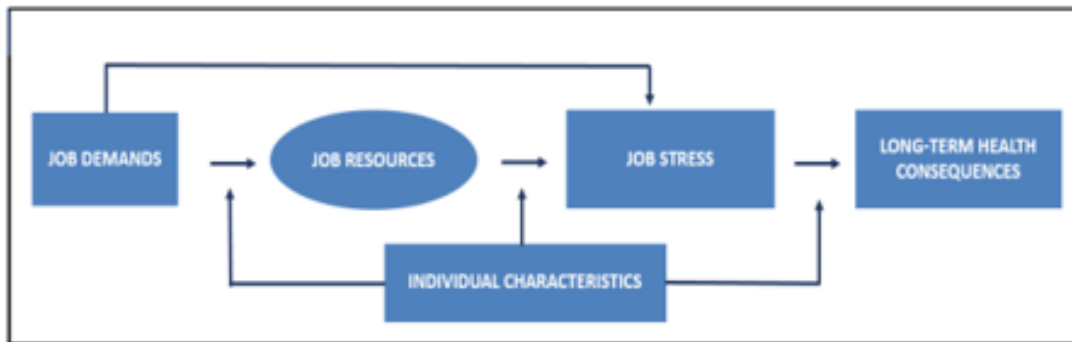 JOB DEMANDS
JOB RESOURCES
JOB STRESS
LONG-TERM HEALTH
CONSEQUENCES
INDIVIDUAL CHARACTERISTICS